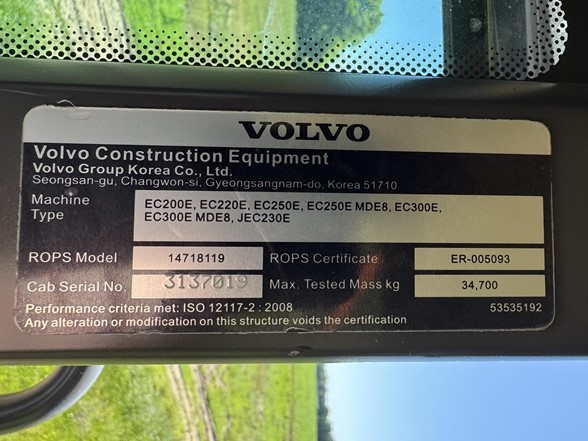 VOLVO
Volvo Construction Equipment
Volvo Group Korea Co., Ltd.
Seongsan-gu, Changwon-si, Gyeongsangnam-do, Korea 51710
Machine Type EC200E, EC220E, EC250E, EC250E MDE8, EC300E,
EC300E MDE8, JEC230E
ROPS Model 14718119 ROPS Certificate ER-005093
Cab Serial No. 3137019 Max. Tested Mass kg 34,700
Performance criteria met: ISO 12117-2 : 2008 53535192
Any alteration or modification on this structure voids the certification